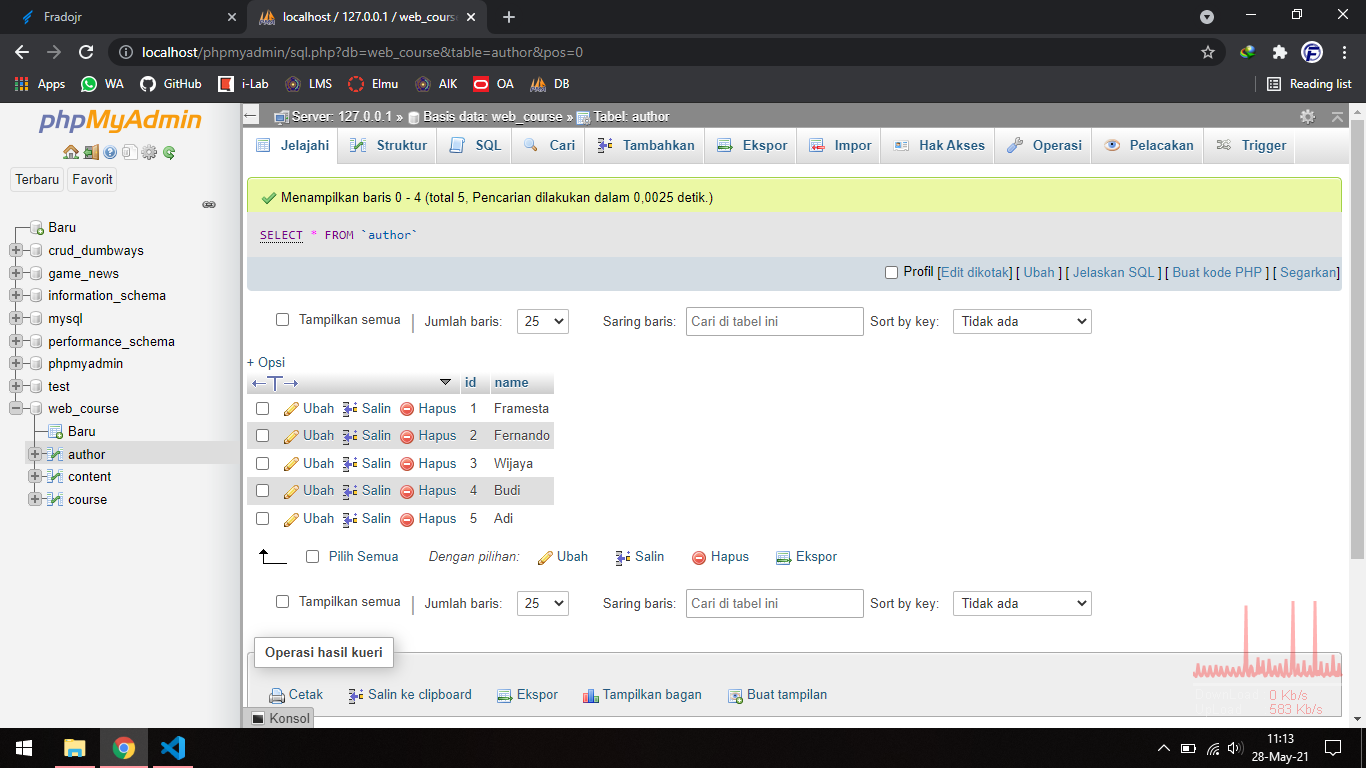 Fradojr
localhost / 127.0.0.1 / web_cours
localhost/phpmyadmin/sql.php?db=web_course&table=author&pos=0
Apps WA GitHub i-Lab LMS Elmu AIK OA DB Reading list
phpMyAdmin
Terbaru Favorit
Baru
crud_dumbways
game_news
information_schema
mysql
performance_schema
phpmyadmin
test
web_course
Baru
author
content
course
Server: 127.0.0.1 » Basis data: web_course » Tabel: author
Jelajahi Struktur SQL Cari Tambahkan Ekspor Impor Hak Akses Operasi Pelacakan Trigger
Menampilkan baris 0 - 4 (total 5, Pencarian dilakukan dalam 0,0025 detik.)
SELECT * FROM `author`
Profil [Edit dikotak] [ Ubah ] [ Jelaskan SQL ] [ Buat kode PHP ] [ Segarkan]
Tampilkan semua | Jumlah baris: 25 Saring baris: Cari di tabel ini Sort by key: Tidak ada
+ Opsi
←T→ id name
Ubah Salin Hapus 1 Framesta
Ubah Salin Hapus 2 Fernando
Ubah Salin Hapus 3 Wijaya
Ubah Salin Hapus 4 Budi
Ubah Salin Hapus 5 Adi
Pilih Semua Dengan pilihan: Ubah Salin Hapus Ekspor
Tampilkan semua | Jumlah baris: 25 Saring baris: Cari di tabel ini Sort by key: Tidak ada
Operasi hasil kueri
Cetak Salin ke clipboard Ekspor Tampilkan bagan Buat tampilan
0 Kb/s
583 Kb/s
Konsol
11:13
28-May-21